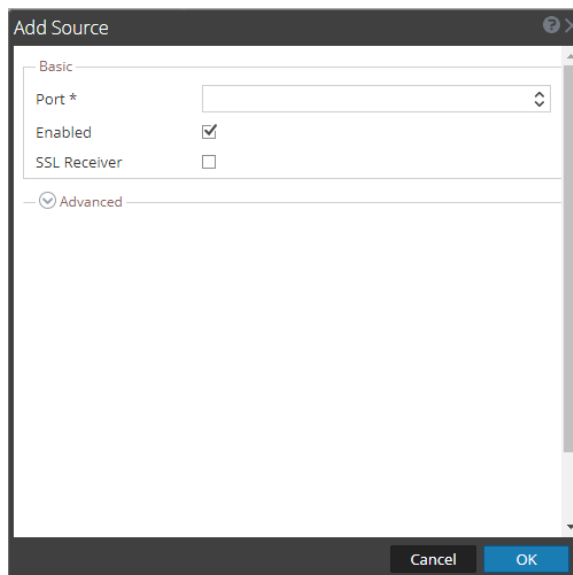 Add Source
Basic
Port *
Enabled
SSL Receiver
Advanced
Cancel OK